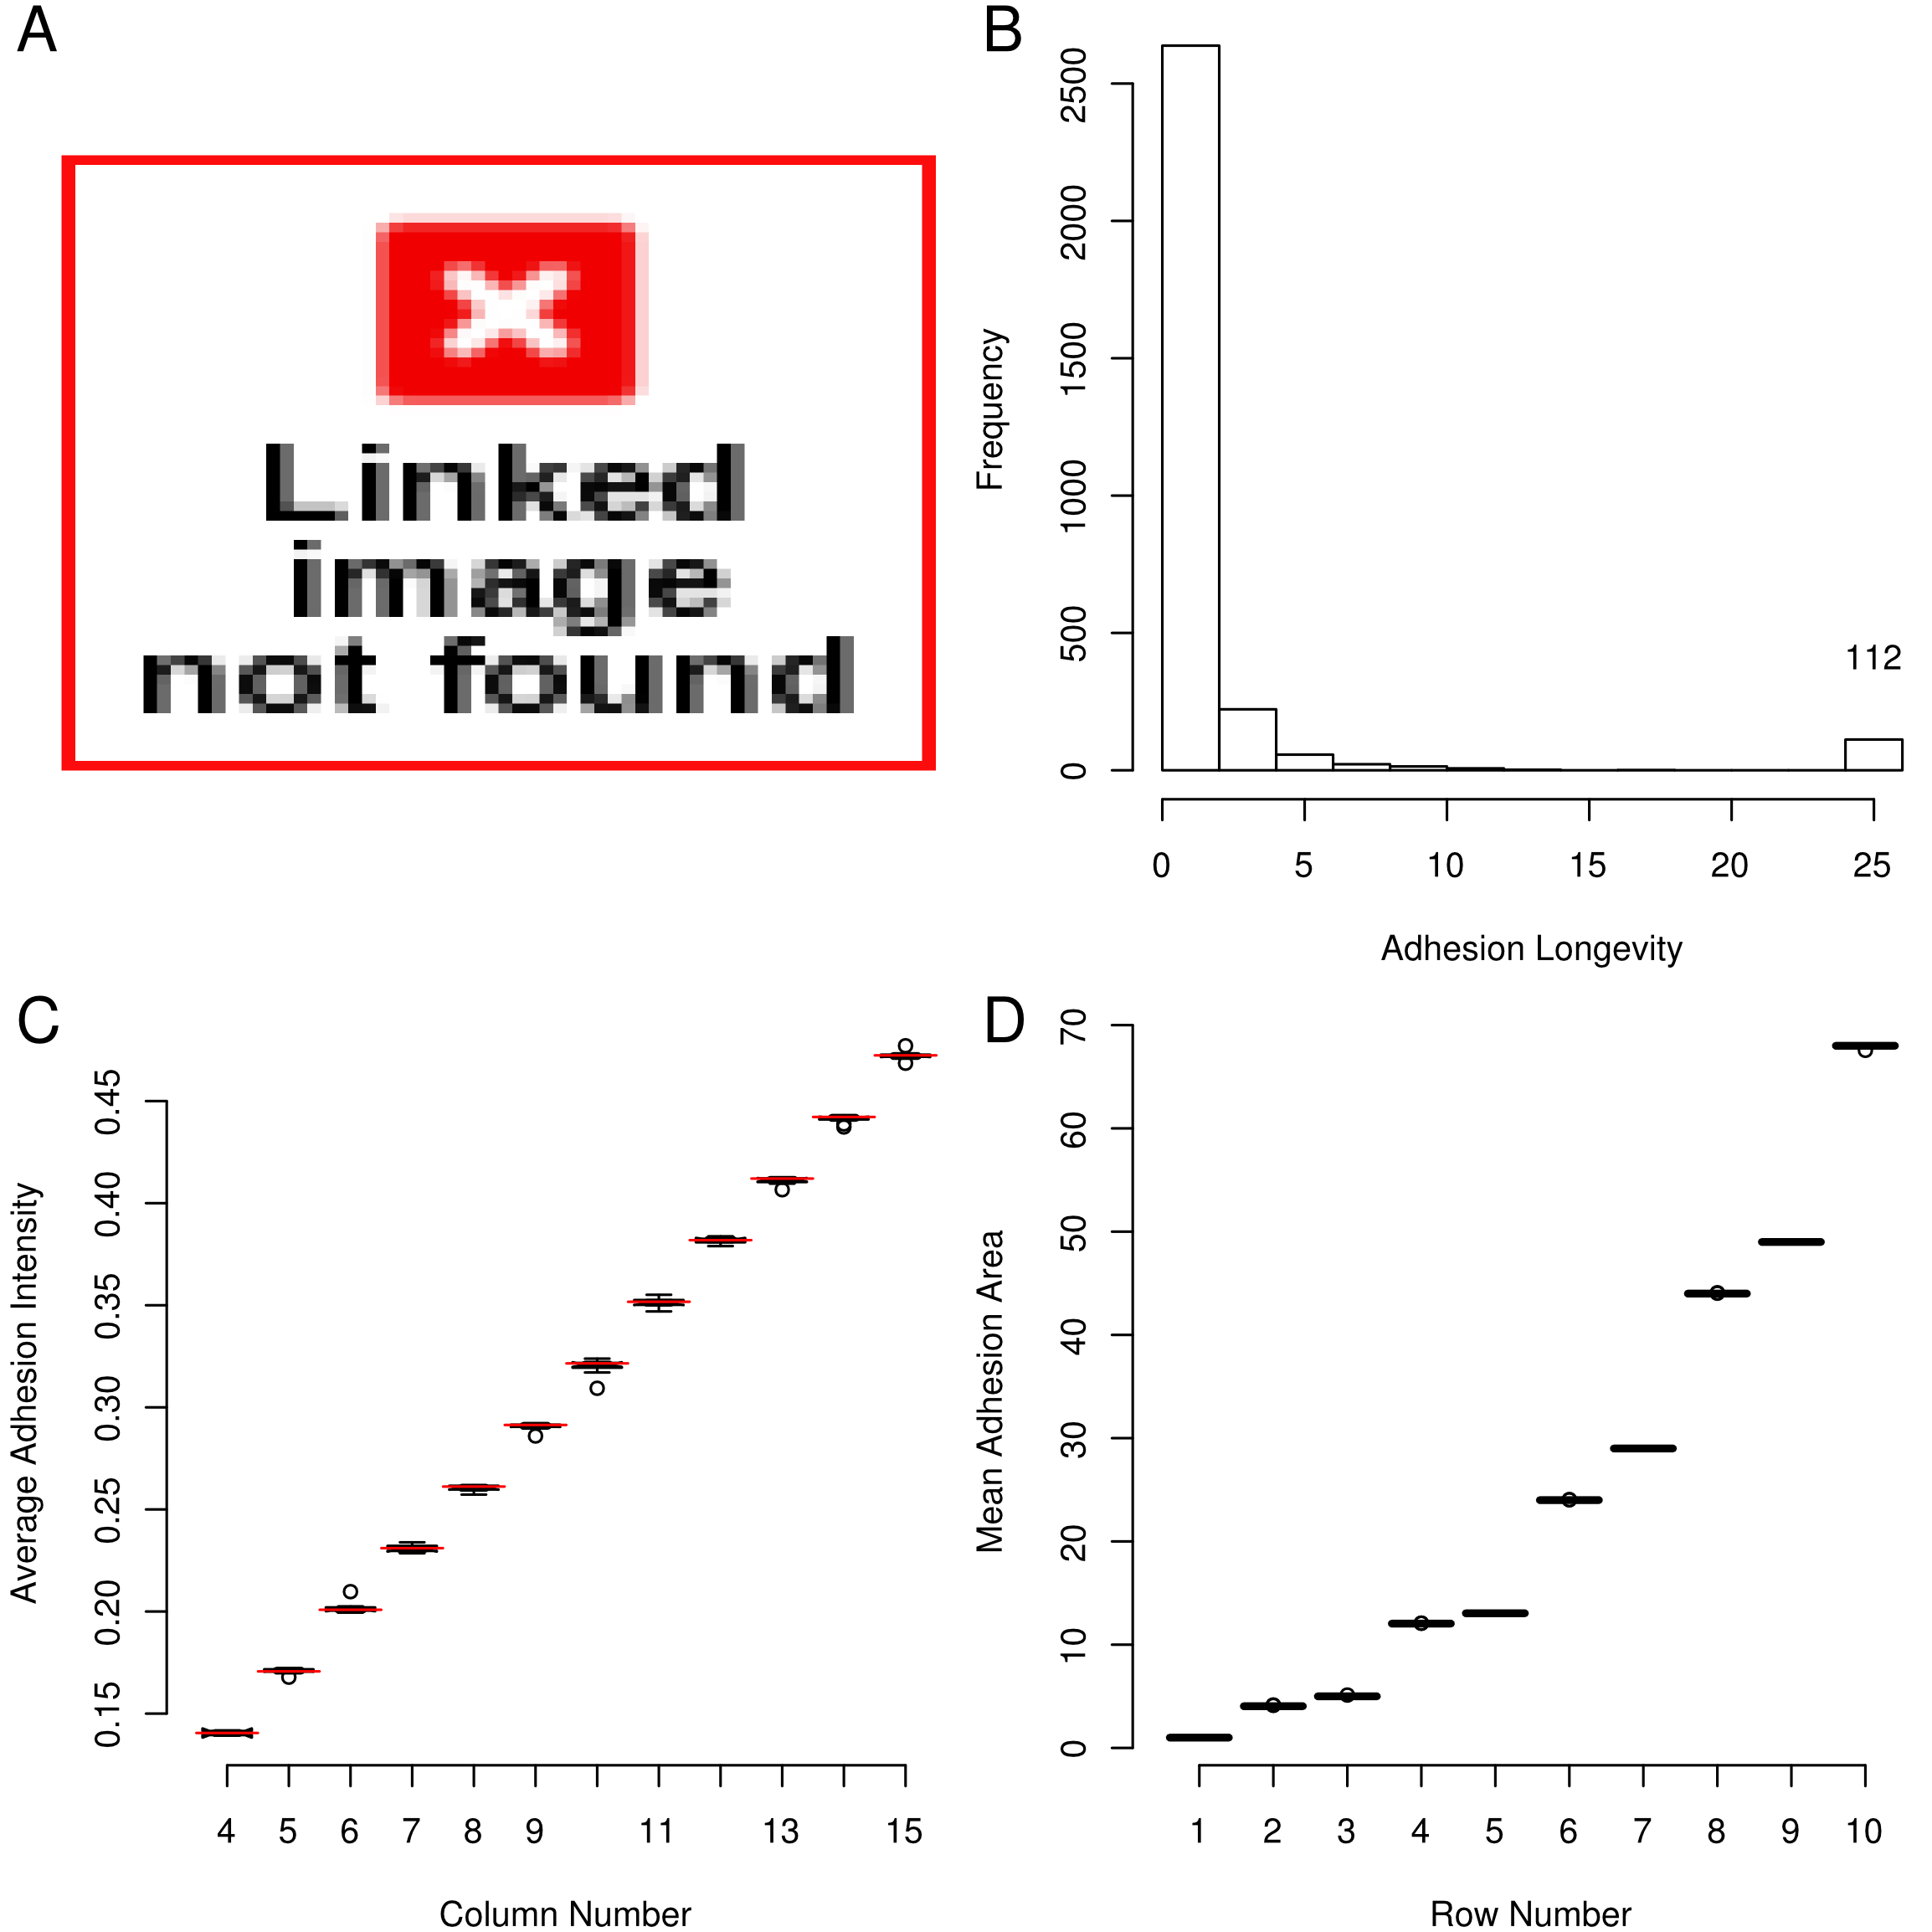 A
Linked
image
not found
B
Frequency
2500
2000
1500
1000
500
0
112
0 5 10 15 20 25
Adhesion Longevity
C
Average Adhesion Intensity
0.45
0.40
0.35
0.30
0.25
0.20
0.15
4 5 6 7 8 9 11 13 15
Column Number
D
Mean Adhesion Area
70
60
50
40
30
20
10
0
1 2 3 4 5 6 7 8 9 10
Row Number